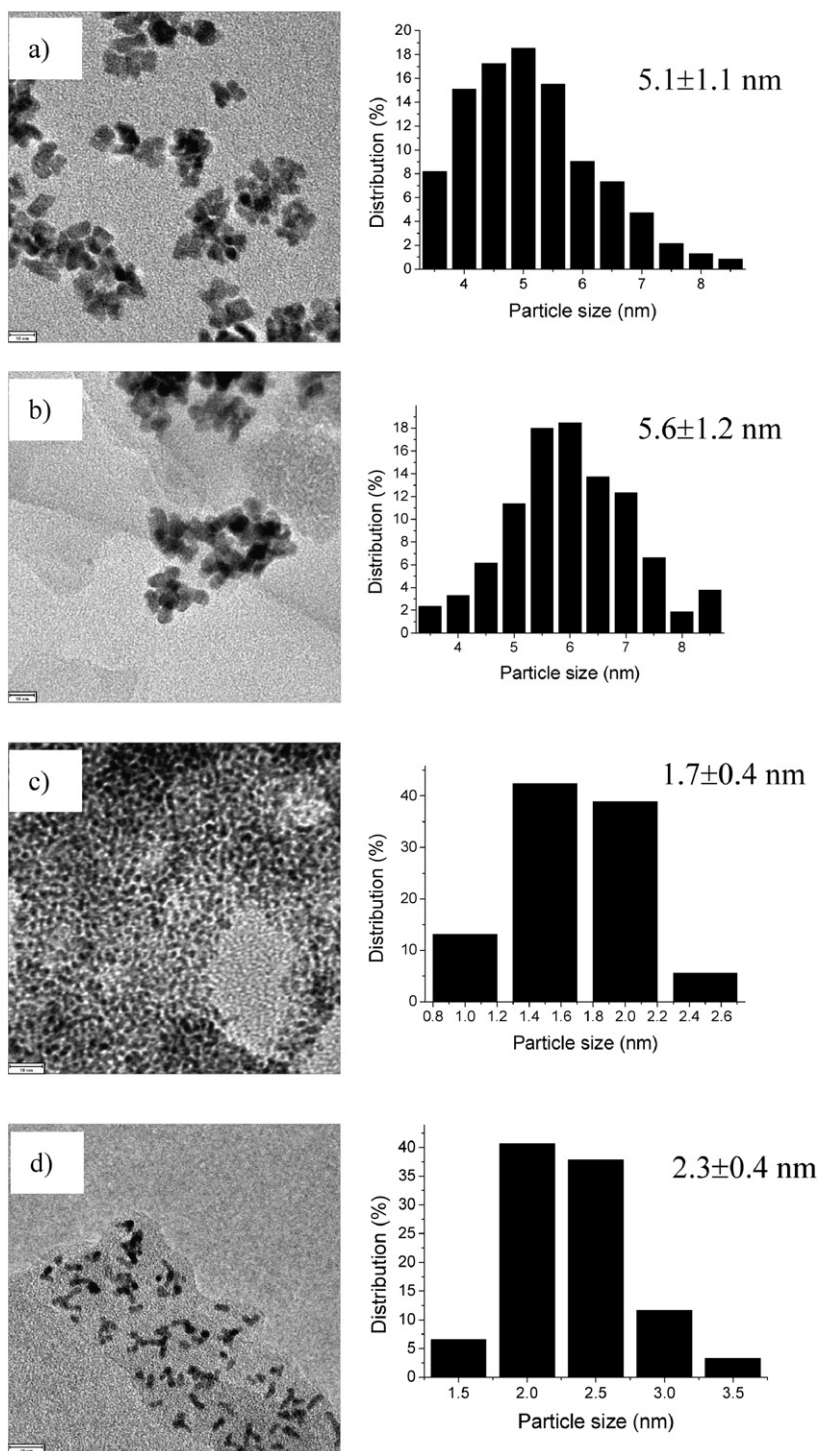 a)
5.1±1.1 nm
Distribution (%)
20
18
16
14
12
10
8
6
4
2
0
4 5 6 7 8
Particle size (nm)
b)
5.6±1.2 nm
Distribution (%)
18
16
14
12
10
8
6
4
2
0
4 5 6 7 8
Particle size (nm)
c)
1.7±0.4 nm
Distribution (%)
40
30
20
10
0
0.8 1.0 1.2 1.4 1.6 1.8 2.0 2.2 2.4 2.6
Particle size (nm)
d)
2.3±0.4 nm
Distribution (%)
40
35
30
25
20
15
10
5
0
1.5 2.0 2.5 3.0 3.5
Particle size (nm)